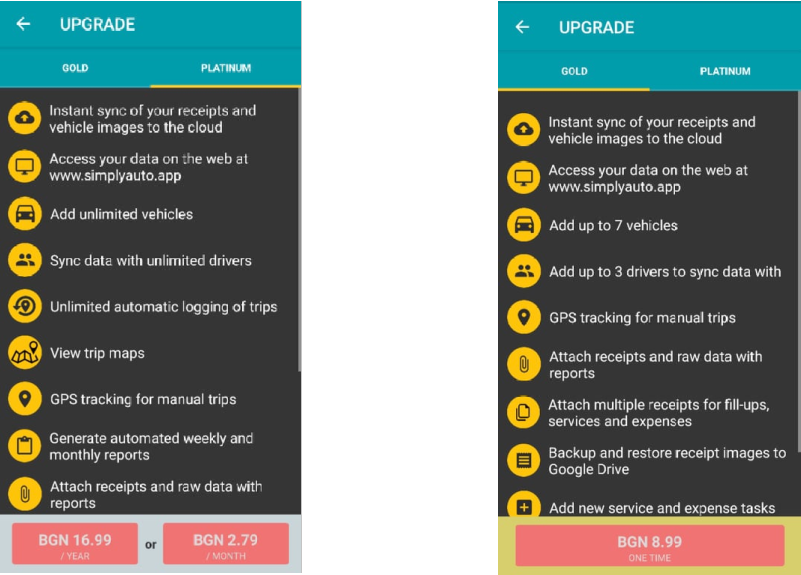 UPGRADE
GOLD
PLATINUM
Instant sync of your receipts and
vehicle images to the cloud
Access your data on the web at
www.simplyauto.app
Add unlimited vehicles
Sync data with unlimited drivers
Unlimited automatic logging of trips
View trip maps
GPS tracking for manual trips
Generate automated weekly and
monthly reports
Attach receipts and raw data with
reports
BGN 16.99
/ YEAR
or
BGN 2.79
/ MONTH
UPGRADE
GOLD
PLATINUM
Instant sync of your receipts and
vehicle images to the cloud
Access your data on the web at
www.simplyauto.app
Add up to 7 vehicles
Add up to 3 drivers to sync data with
GPS tracking for manual trips
Attach receipts and raw data with
reports
Attach multiple receipts for fill-ups,
services and expenses
Backup and restore receipt images to
Google Drive
Add new service and expense tasks
BGN 8.99
ONE TIME